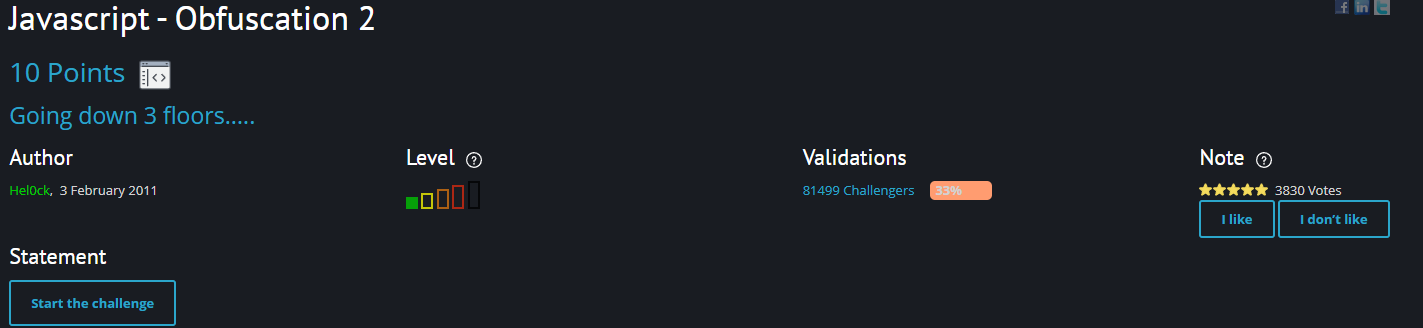 Javascript - Obfuscation 2
10 Points
Going down 3 floors.....
Author Level ? Validations Note ?
Hel0ck, 3 February 2011 81499 Challengers 33% 3830 Votes
I like I don't like
Statement
Start the challenge